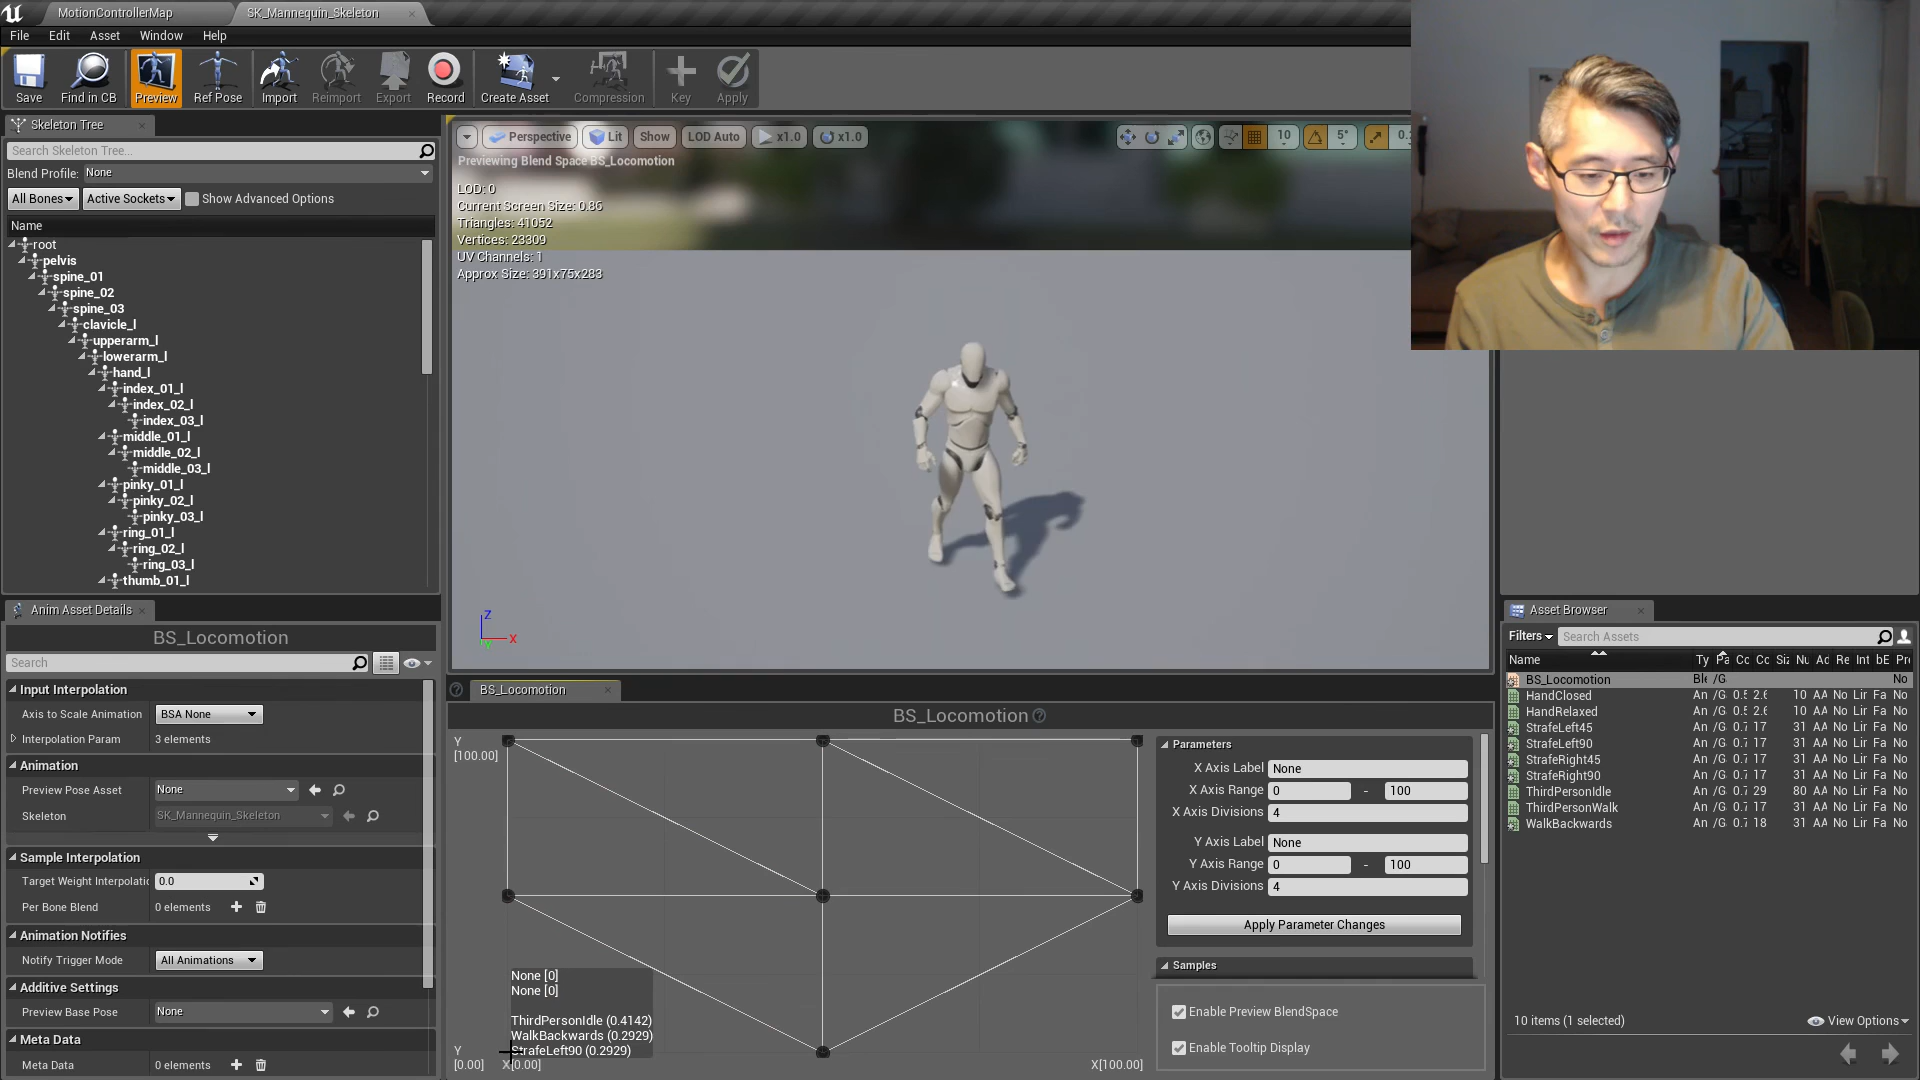 MotionControllerMap
SK_Mannequin_Skeleton
File Edit Asset Window Help
Save Find in CB Preview Ref Pose Import Reimport Export Record Create Asset Compression Key Apply
Skeleton Tree
Search Skeleton Tree...
Blend Profile: None
All Bones Active Sockets Show Advanced Options
Name
root
pelvis
spine_01
spine_02
spine_03
clavicle_l
upperarm_l
lowerarm_l
hand_l
index_01_l
index_02_l
index_03_l
middle_01_l
middle_02_l
middle_03_l
pinky_01_l
pinky_02_l
pinky_03_l
ring_01_l
ring_02_l
ring_03_l
thumb_01_l
Perspective Lit Show LOD Auto x1.0 x1.0 10 5°
Previewing Blend Space BS_Locomotion
LOD: 0
Current Screen Size: 0.86
Triangles: 41052
Vertices: 23309
UV Channels: 1
Approx Size: 391x75x283
Z
X
Y
Anim Asset Details
BS_Locomotion
Search
Input Interpolation
Axis to Scale Animation BSA None
Interpolation Param 3 elements
Animation
Preview Pose Asset None
Skeleton SK_Mannequin_Skeleton
Sample Interpolation
Target Weight Interpolatic 0.0
Per Bone Blend 0 elements
Animation Notifies
Notify Trigger Mode All Animations
Additive Settings
Preview Base Pose None
Meta Data
Meta Data 0 elements
BS_Locomotion
BS_Locomotion
Y
[100.00]
None [0]
None [0]
ThirdPersonIdle (0.4142)
WalkBackwards (0.2929)
StrafeLeft90 (0.2929)
Y
[0.00]
X[0.00]
X[100.00]
Parameters
X Axis Label None
X Axis Range 0 - 100
X Axis Divisions 4
Y Axis Label None
Y Axis Range 0 - 100
Y Axis Divisions 4
Apply Parameter Changes
Samples
Enable Preview BlendSpace
Enable Tooltip Display
Asset Browser
Filters Search Assets
Name Ty Pa Cc Cc Siz Nu Ad Re Int bE Pre
BS_Locomotion Ble /G No
HandClosed An /G 0.5 2.6 10 AA No Lir Fa No
HandRelaxed An /G 0.5 2.6 10 AA No Lir Fa No
StrafeLeft45 An /G 0.7 17 31 AA No Lir Fa No
StrafeLeft90 An /G 0.7 17 31 AA No Lir Fa No
StrafeRight45 An /G 0.7 17 31 AA No Lir Fa No
StrafeRight90 An /G 0.7 17 31 AA No Lir Fa No
ThirdPersonIdle An /G 0.7 29 80 AA No Lir Fa No
ThirdPersonWalk An /G 0.7 17 31 AA No Lir Fa No
WalkBackwards An /G 0.7 18 31 AA No Lir Fa No
10 items (1 selected) View Options